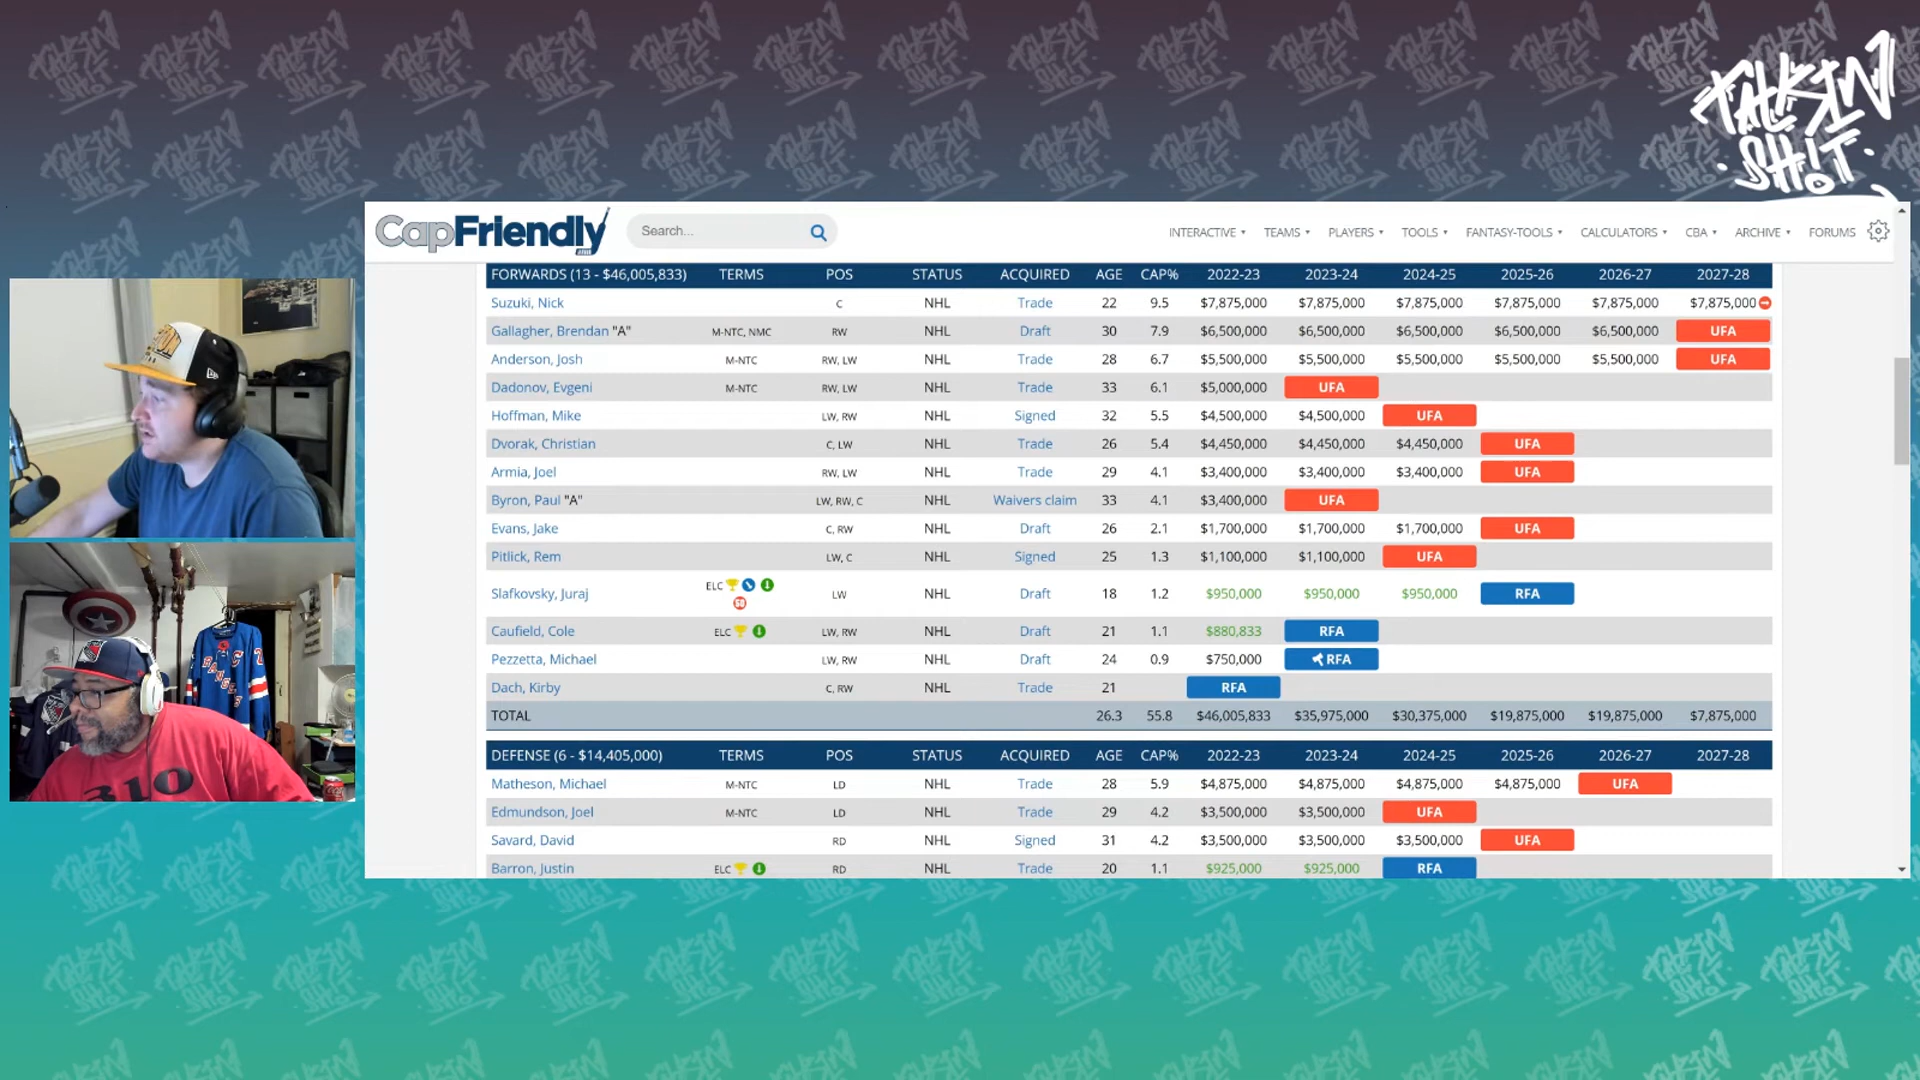 TALKIN
SH!T
CapFriendly
Search...
INTERACTIVE TEAMS PLAYERS TOOLS FANTASY-TOOLS CALCULATORS CBA ARCHIVE FORUMS
FORWARDS (13 - $46,005,833) TERMS POS STATUS ACQUIRED AGE CAP% 2022-23 2023-24 2024-25 2025-26 2026-27 2027-28
Suzuki, Nick C NHL Trade 22 9.5 $7,875,000 $7,875,000 $7,875,000 $7,875,000 $7,875,000 $7,875,000
Gallagher, Brendan "A" M-NTC, NMC RW NHL Draft 30 7.9 $6,500,000 $6,500,000 $6,500,000 $6,500,000 $6,500,000 UFA
Anderson, Josh M-NTC RW, LW NHL Trade 28 6.7 $5,500,000 $5,500,000 $5,500,000 $5,500,000 $5,500,000 UFA
Dadonov, Evgeni M-NTC RW, LW NHL Trade 33 6.1 $5,000,000 UFA
Hoffman, Mike LW, RW NHL Signed 32 5.5 $4,500,000 $4,500,000 UFA
Dvorak, Christian C, LW NHL Trade 26 5.4 $4,450,000 $4,450,000 $4,450,000 UFA
Armia, Joel RW, LW NHL Trade 29 4.1 $3,400,000 $3,400,000 $3,400,000 UFA
Byron, Paul "A" LW, RW, C NHL Waivers claim 33 4.1 $3,400,000 UFA
Evans, Jake C, RW NHL Draft 26 2.1 $1,700,000 $1,700,000 $1,700,000 UFA
Pitlick, Rem LW, C NHL Signed 25 1.3 $1,100,000 $1,100,000 UFA
Slafkovsky, Juraj ELC LW NHL Draft 18 1.2 $950,000 $950,000 $950,000 RFA
Caufield, Cole ELC LW, RW NHL Draft 21 1.1 $880,833 RFA
Pezzetta, Michael LW, RW NHL Draft 24 0.9 $750,000 RFA
Dach, Kirby C, RW NHL Trade 21 RFA
TOTAL 26.3 55.8 $46,005,833 $35,975,000 $30,375,000 $19,875,000 $19,875,000 $7,875,000
DEFENSE (6 - $14,405,000) TERMS POS STATUS ACQUIRED AGE CAP% 2022-23 2023-24 2024-25 2025-26 2026-27 2027-28
Matheson, Michael M-NTC LD NHL Trade 28 5.9 $4,875,000 $4,875,000 $4,875,000 $4,875,000 UFA
Edmundson, Joel M-NTC LD NHL Trade 29 4.2 $3,500,000 $3,500,000 UFA
Savard, David RD NHL Signed 31 4.2 $3,500,000 $3,500,000 $3,500,000 UFA
Barron, Justin ELC RD NHL Trade 20 1.1 $925,000 $925,000 RFA
RANGERS
C